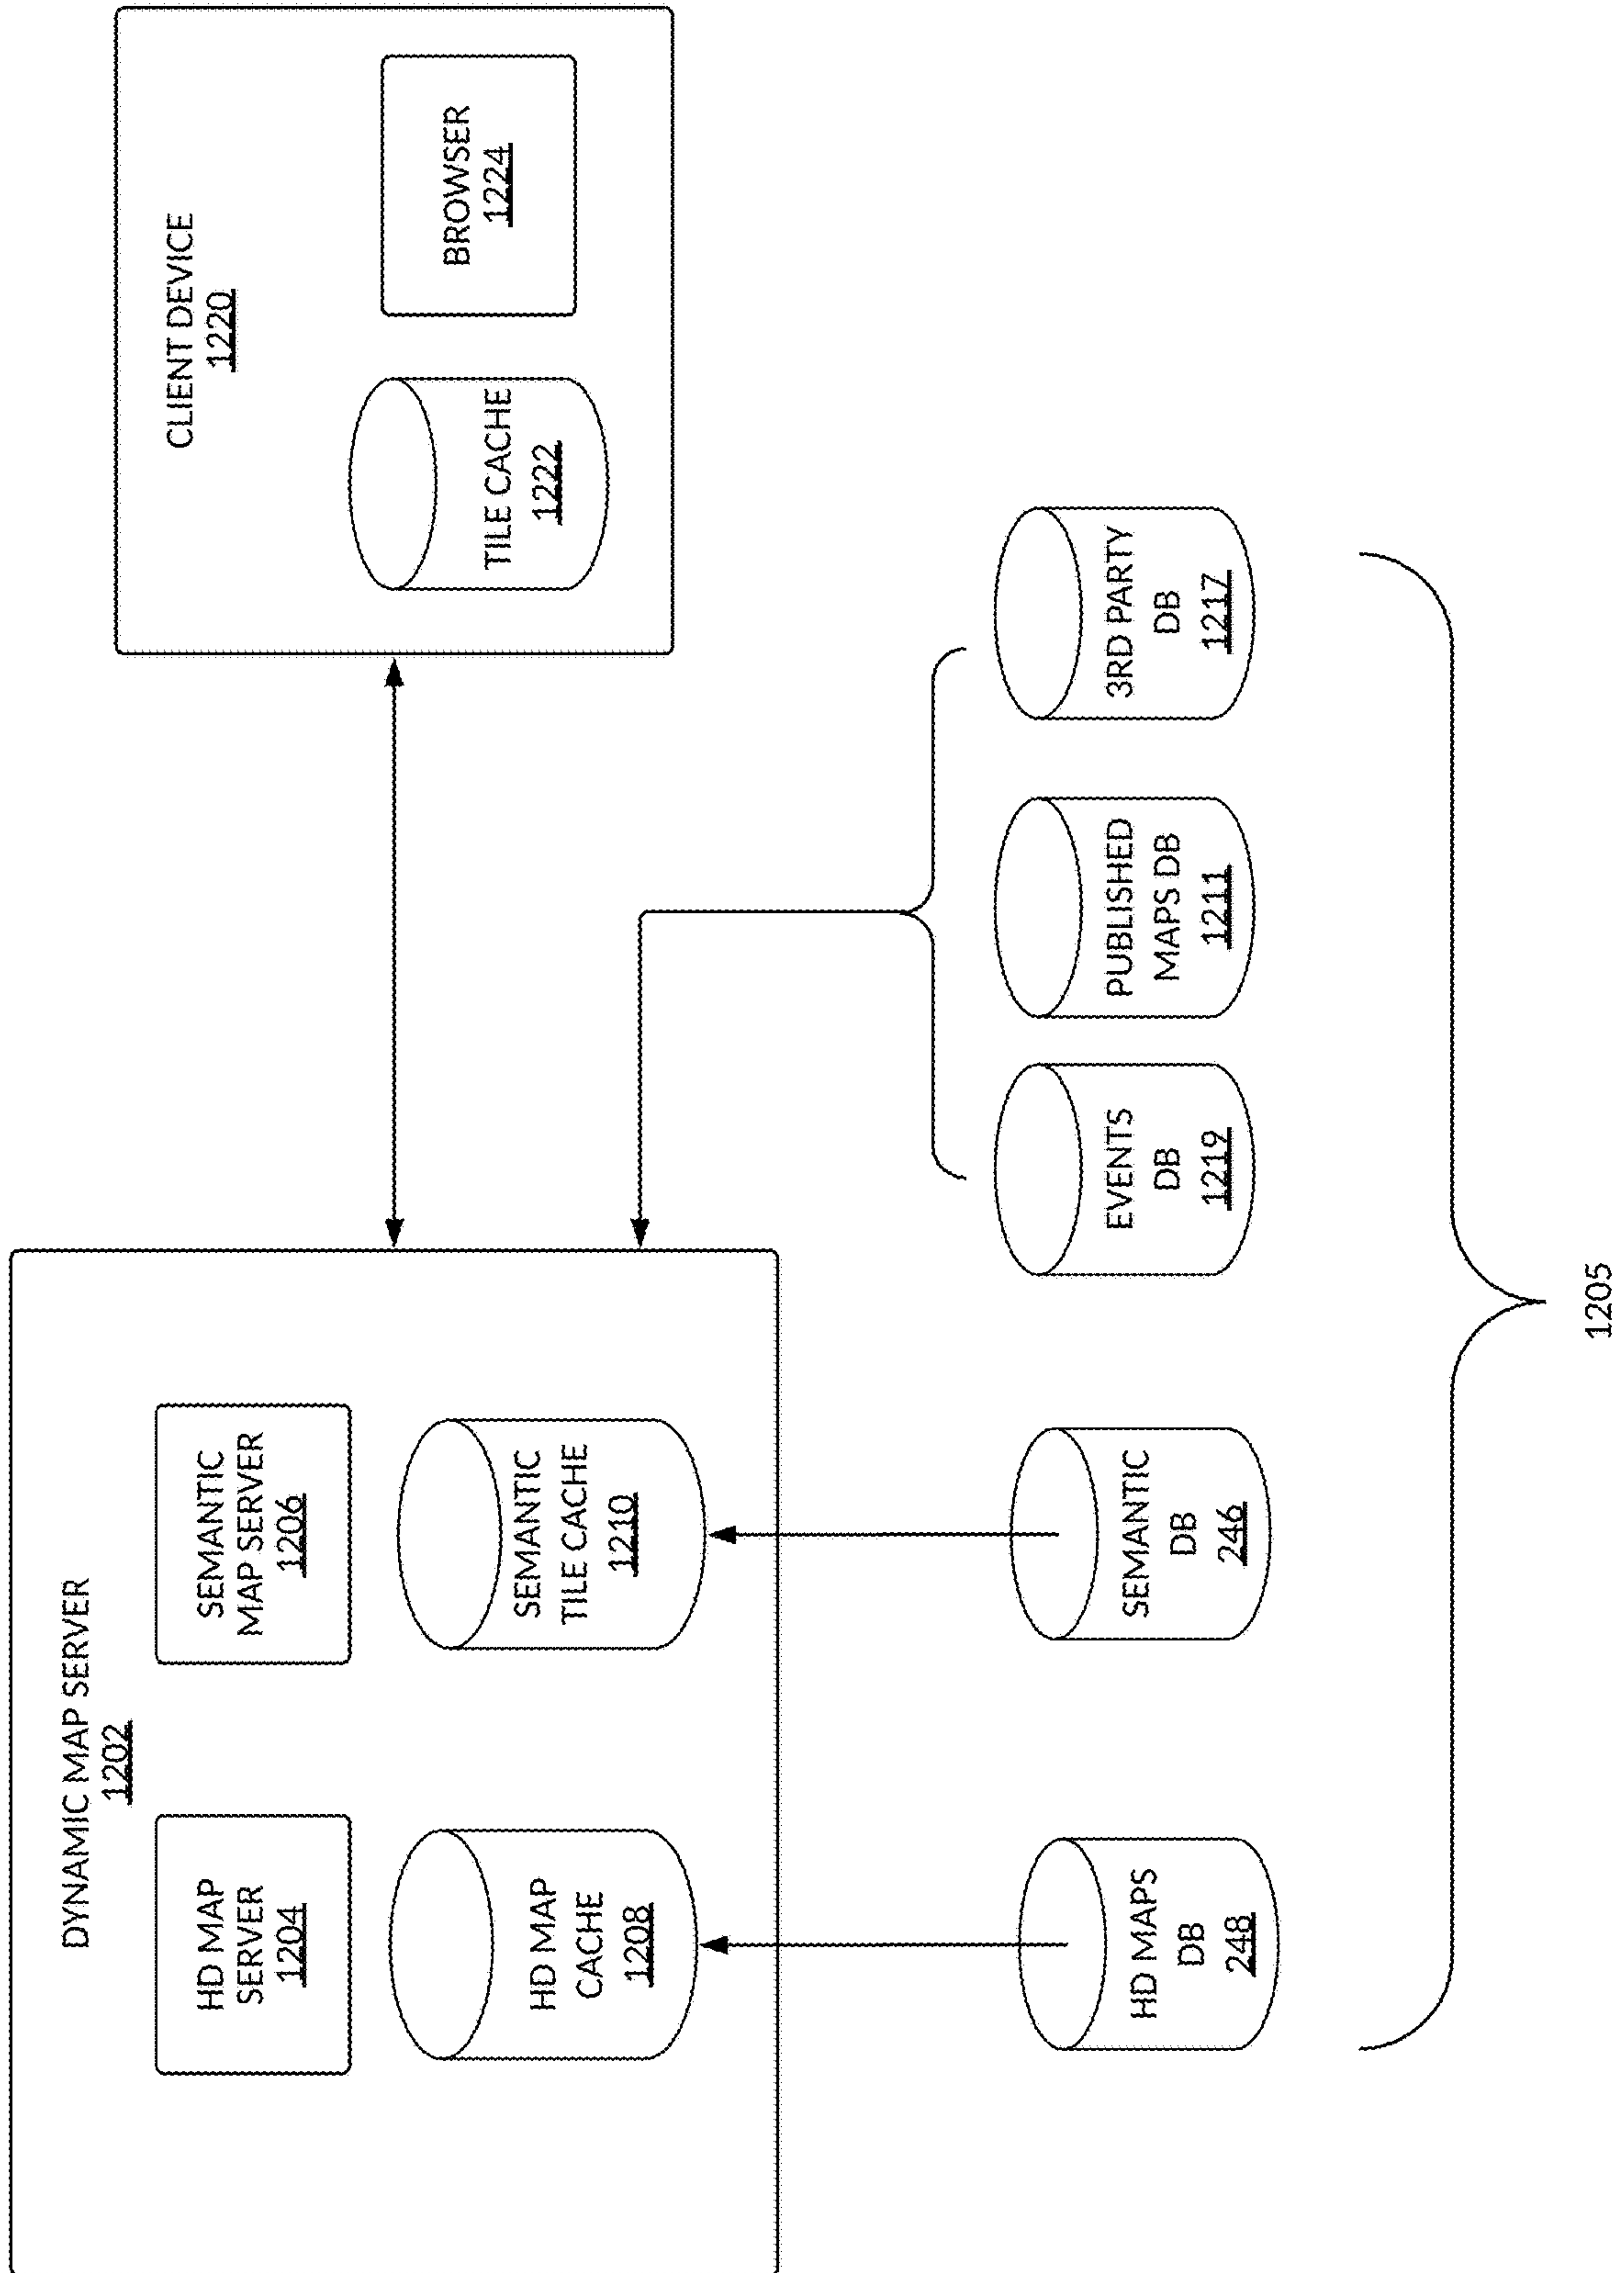 DYNAMIC MAP SERVER
1202
HD MAP
SERVER
1204
SEMANTIC
MAP SERVER
1206
HD MAP
CACHE
1208
SEMANTIC
TILE CACHE
1210
CLIENT DEVICE
1220
TILE CACHE
1222
BROWSER
1224
HD MAPS
DB
248
SEMANTIC
DB
246
EVENTS
DB
1219
PUBLISHED
MAPS DB
1211
3RD PARTY
DB
1217
1205